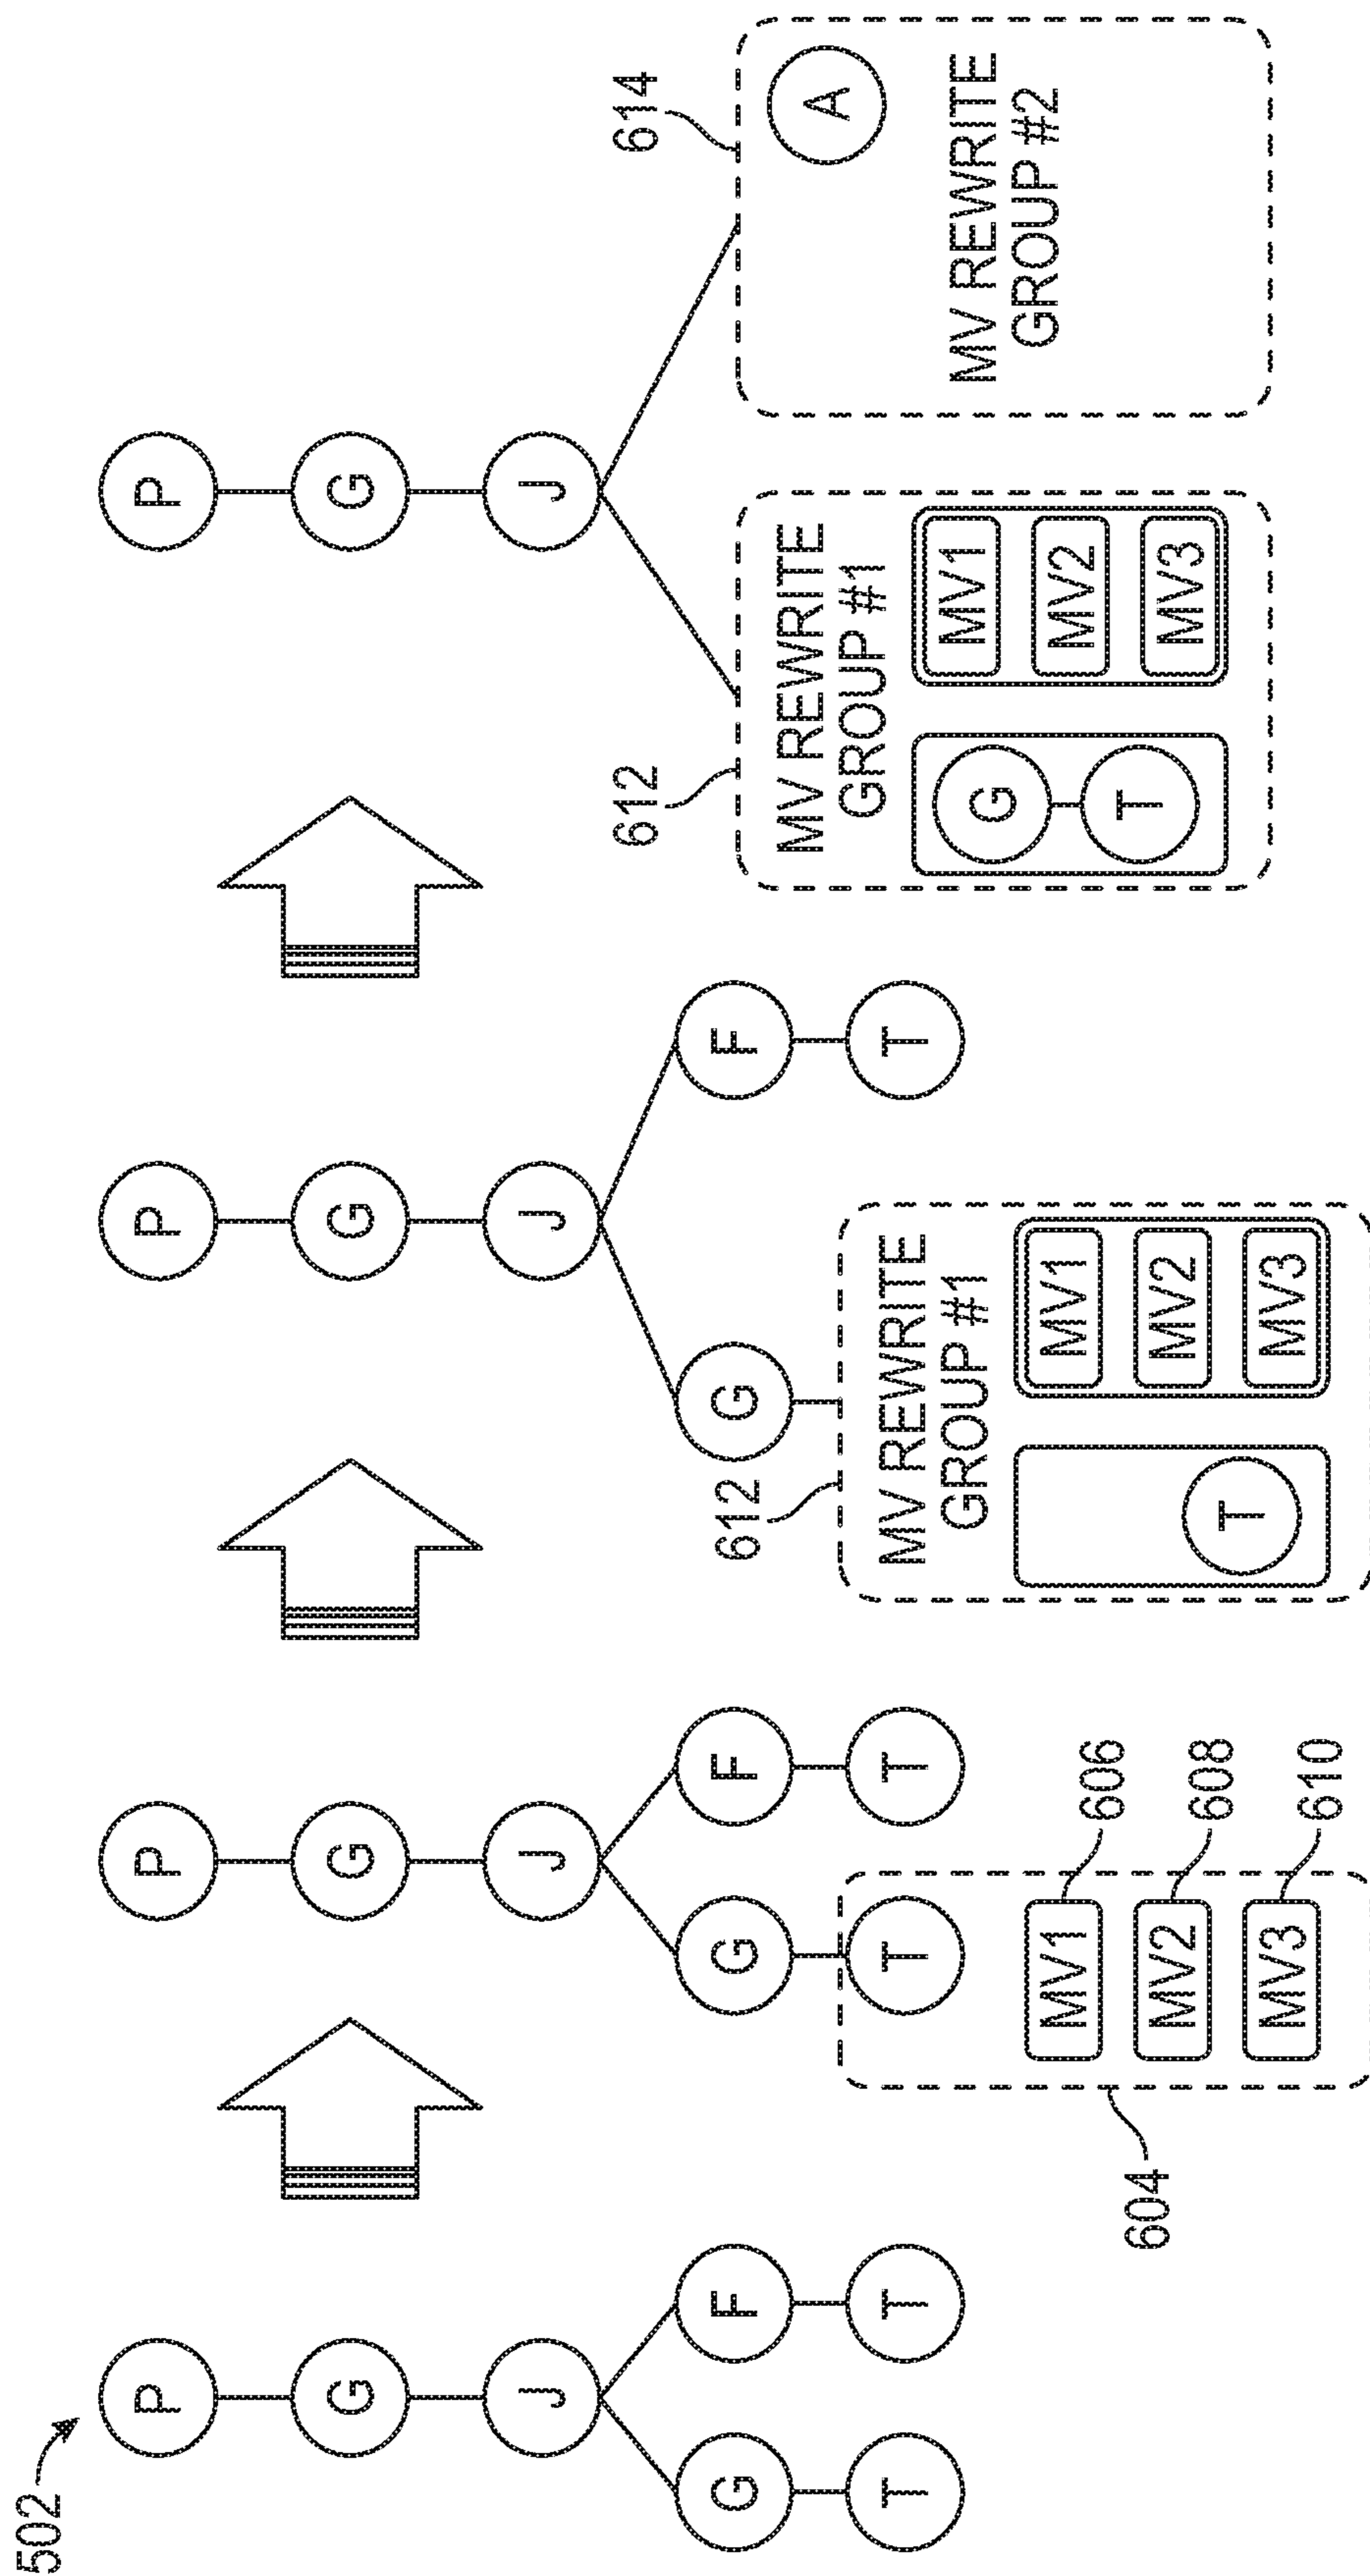 502
P
G
J
G
F
T
T
P
G
J
G
F
T
T
604
MV1
606
MV2
608
MV3
610
P
G
J
G
F
T
612
MV REWRITE
GROUP #1
T
MV1
MV2
MV3
P
G
J
612
MV REWRITE
GROUP #1
G
T
MV1
MV2
MV3
614
A
MV REWRITE
GROUP #2